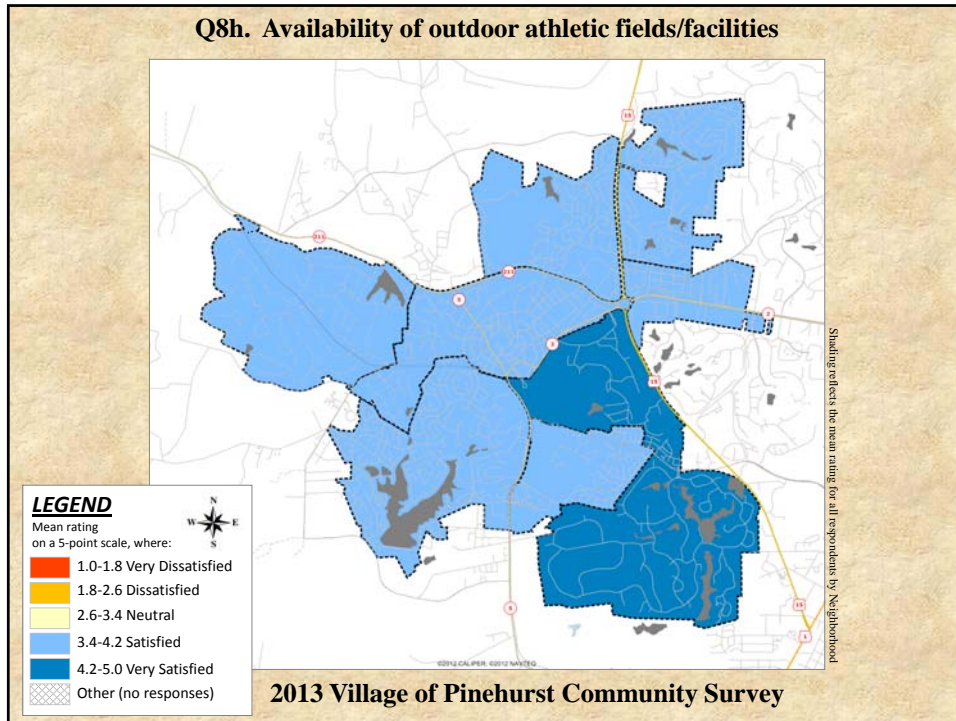 Q8h. Availability of outdoor athletic fields/facilities
15
211
211
5
2
2
15
5
15
1
Shading reflects the mean rating for all respondents by Neighborhood
LEGEND
Mean rating
on a 5-point scale, where:
N
W E
S
1.0-1.8 Very Dissatisfied
1.8-2.6 Dissatisfied
2.6-3.4 Neutral
3.4-4.2 Satisfied
4.2-5.0 Very Satisfied
Other (no responses)
©2012 CALIPER; ©2012 NAVTEQ
2013 Village of Pinehurst Community Survey